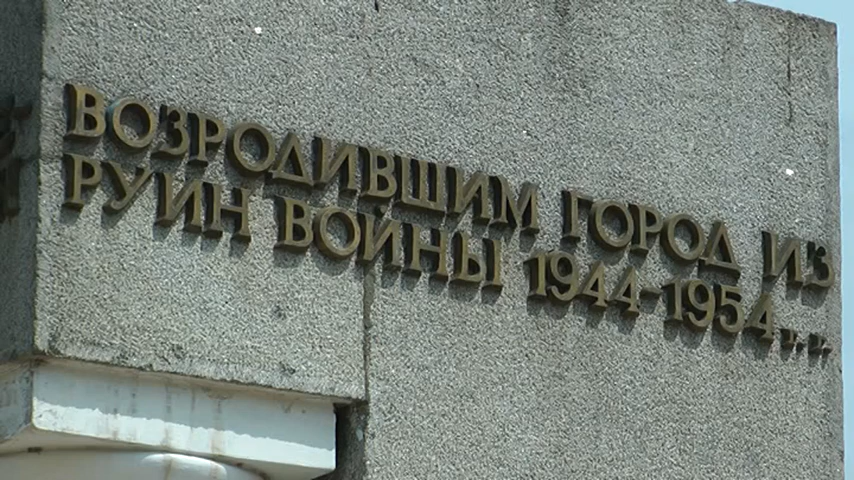 ВОЗРОДИВШИМ ГОРОД ИЗ
РУИН ВОЙНЫ 1944-1954 г.г.